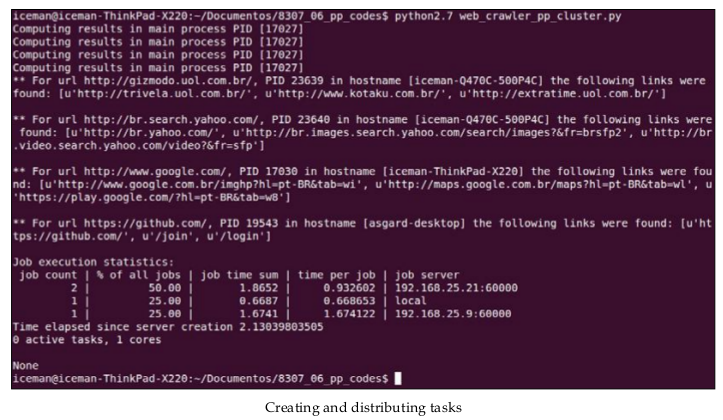 iceman@iceman-ThinkPad-X220:~/Documentos/8307_06_pp_codes$ python2.7 web_crawler_pp_cluster.py
Computing results in main process PID [17027]
Computing results in main process PID [17027]
Computing results in main process PID [17027]
Computing results in main process PID [17027]
** For url http://gizmodo.uol.com.br/, PID 23639 in hostname [iceman-Q470C-500P4C] the following links were
found: [u'http://trivela.uol.com.br/', u'http://www.kotaku.com.br/', u'http://extratime.uol.com.br/']
** For url http://br.search.yahoo.com/, PID 23640 in hostname [iceman-Q470C-500P4C] the following links were
found: [u'http://br.yahoo.com/', u'http://br.images.search.yahoo.com/search/images?&fr=brsfp2', u'http://br
.video.search.yahoo.com/video?&fr=sfp']
** For url http://www.google.com/, PID 17030 in hostname [iceman-ThinkPad-X220] the following links were fou
nd: [u'http://www.google.com.br/imghp?hl=pt-BR&tab=wi', u'http://maps.google.com.br/maps?hl=pt-BR&tab=wl', u
'https://play.google.com/?hl=pt-BR&tab=w8']
** For url https://github.com/, PID 19543 in hostname [asgard-desktop] the following links were found: [u'ht
tps://github.com/', u'/join', u'/login']
Job execution statistics:
job count | % of all jobs | job time sum | time per job | job server
2 | 50.00 | 1.8652 | 0.932602 | 192.168.25.21:60000
1 | 25.00 | 0.6687 | 0.668653 | local
1 | 25.00 | 1.6741 | 1.674122 | 192.168.25.9:60000
Time elapsed since server creation 2.13039803505
0 active tasks, 1 cores
None
iceman@iceman-ThinkPad-X220:~/Documentos/8307_06_pp_codes$
Creating and distributing tasks